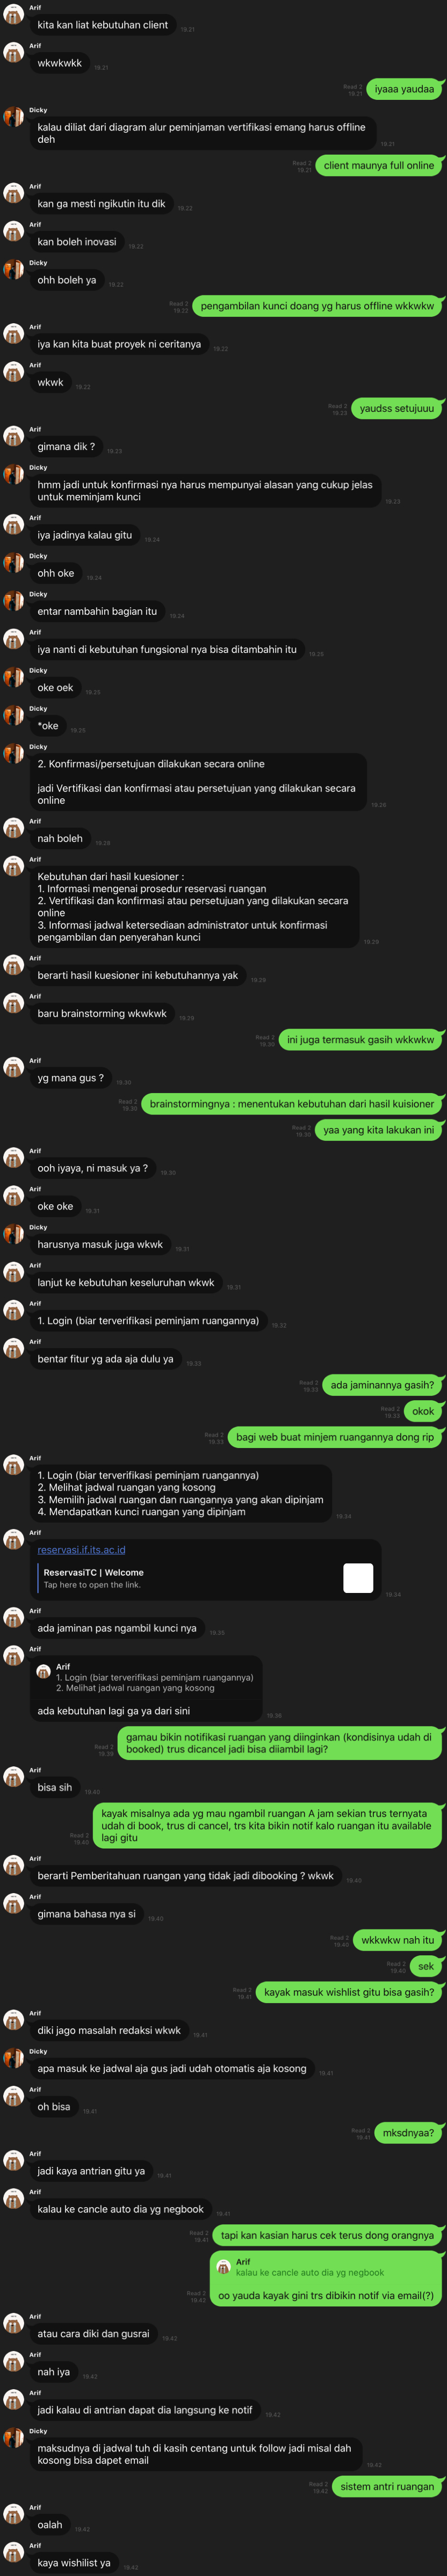 Arif
kita kan liat kebutuhan client
19.21
Arif
wkwkwkk
19.21
Read 2
19.21
iyaaa yaudaa
Dicky
kalau diliat dari diagram alur peminjaman vertifikasi emang harus offline
deh
19.21
Read 2
19.21
client maunya full online
Arif
kan ga mesti ngikutin itu dik
19.22
Arif
kan boleh inovasi
19.22
Dicky
ohh boleh ya
19.22
Read 2
19.22
pengambilan kunci doang yg harus offline wkkwkw
Arif
iya kan kita buat proyek ni ceritanya
19.22
Arif
wkwk
19.22
Read 2
19.23
yaudss setujuuu
Arif
gimana dik ?
19.23
Dicky
hmm jadi untuk konfirmasi nya harus mempunyai alasan yang cukup jelas
untuk meminjam kunci
19.23
Arif
iya jadinya kalau gitu
19.24
Dicky
ohh oke
19.24
Dicky
entar nambahin bagian itu
19.24
Arif
iya nanti di kebutuhan fungsional nya bisa ditambahin itu
19.25
Dicky
oke oek
19.25
Dicky
*oke
19.25
Dicky
2. Konfirmasi/persetujuan dilakukan secara online
jadi Vertifikasi dan konfirmasi atau persetujuan yang dilakukan secara
online
19.26
Arif
nah boleh
19.28
Arif
Kebutuhan dari hasil kuesioner :
1. Informasi mengenai prosedur reservasi ruangan
2. Vertifikasi dan konfirmasi atau persetujuan yang dilakukan secara
online
3. Informasi jadwal ketersediaan administrator untuk konfirmasi
pengambilan dan penyerahan kunci
19.29
Arif
berarti hasil kuesioner ini kebutuhannya yak
19.29
Arif
baru brainstorming wkwkwk
19.29
Read 2
19.30
ini juga termasuk gasih wkkwkw
Arif
yg mana gus ?
19.30
Read 2
19.30
brainstormingnya : menentukan kebutuhan dari hasil kuisioner
Read 2
19.30
yaa yang kita lakukan ini
Arif
ooh iyaya, ni masuk ya ?
19.30
Arif
oke oke
19.31
Dicky
harusnya masuk juga wkwk
19.31
Arif
lanjut ke kebutuhan keseluruhan wkwk
19.31
Arif
1. Login (biar terverifikasi peminjam ruangannya)
19.32
Arif
bentar fitur yg ada aja dulu ya
19.33
Read 2
19.33
ada jaminannya gasih?
Read 2
19.33
okok
Read 2
19.33
bagi web buat minjem ruangannya dong rip
Arif
1. Login (biar terverifikasi peminjam ruangannya)
2. Melihat jadwal ruangan yang kosong
3. Memilih jadwal ruangan dan ruangannya yang akan dipinjam
4. Mendapatkan kunci ruangan yang dipinjam
19.34
Arif
reservasi.if.its.ac.id
ReservasiTC | Welcome
Tap here to open the link.
19.34
Arif
ada jaminan pas ngambil kunci nya
19.35
Arif
Arif
1. Login (biar terverifikasi peminjam ruangannya)
2. Melihat jadwal ruangan yang kosong
ada kebutuhan lagi ga ya dari sini
19.36
Read 2
19.39
gamau bikin notifikasi ruangan yang diinginkan (kondisinya udah di
booked) trus dicancel jadi bisa diiambil lagi?
Arif
bisa sih
19.40
Read 2
19.40
kayak misalnya ada yg mau ngambil ruangan A jam sekian trus ternyata
udah di book, trus di cancel, trs kita bikin notif kalo ruangan itu available
lagi gitu
Arif
berarti Pemberitahuan ruangan yang tidak jadi dibooking ? wkwk
19.40
Arif
gimana bahasa nya si
19.40
Read 2
19.40
wkkwkw nah itu
Read 2
19.40
sek
Read 2
19.41
kayak masuk wishlist gitu bisa gasih?
Arif
diki jago masalah redaksi wkwk
19.41
Dicky
apa masuk ke jadwal aja gus jadi udah otomatis aja kosong
19.41
Arif
oh bisa
19.41
Read 2
19.41
mksdnyaa?
Arif
jadi kaya antrian gitu ya
19.41
Arif
kalau ke cancle auto dia yg negbook
19.41
Read 2
19.41
tapi kan kasian harus cek terus dong orangnya
Arif
kalau ke cancle auto dia yg negbook
Read 2
19.42
oo yauda kayak gini trs dibikin notif via email(?)
Arif
atau cara diki dan gusrai
19.42
Arif
nah iya
19.42
Arif
jadi kalau di antrian dapat dia langsung ke notif
19.42
Dicky
maksudnya di jadwal tuh di kasih centang untuk follow jadi misal dah
kosong bisa dapet email
19.42
Read 2
19.42
sistem antri ruangan
Arif
oalah
19.42
Arif
kaya wishilist ya
19.42